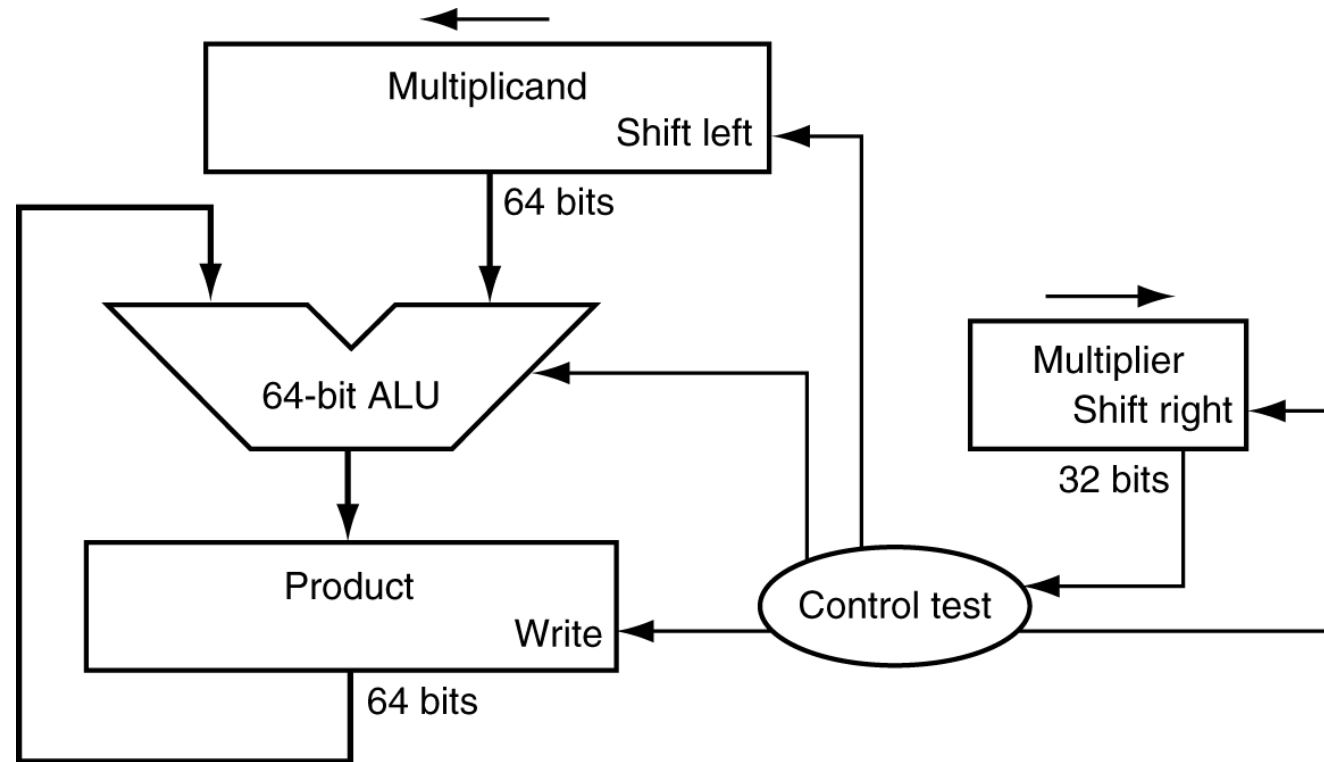 Multiplicand
Shift left
64 bits
64-bit ALU
Multiplier
Shift right
32 bits
Product
Write
Control test
64 bits